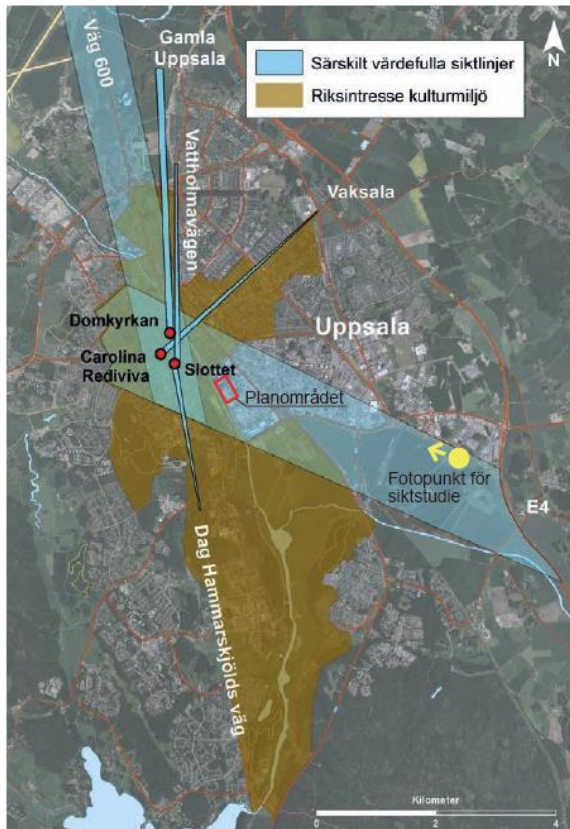 Gamla
Uppsala
Särskilt värdefulla siktlinjer
Riksintresse kulturmiljö
N
Väg 600
Vattholmavägen
Vaksala
Domkyrkan
Uppsala
Carolina
Rediviva
Slottet
Planområdet
Fotopunkt för
siktstudie
E4
Dag Hammarskjölds väg
Kilometer
0 2 4